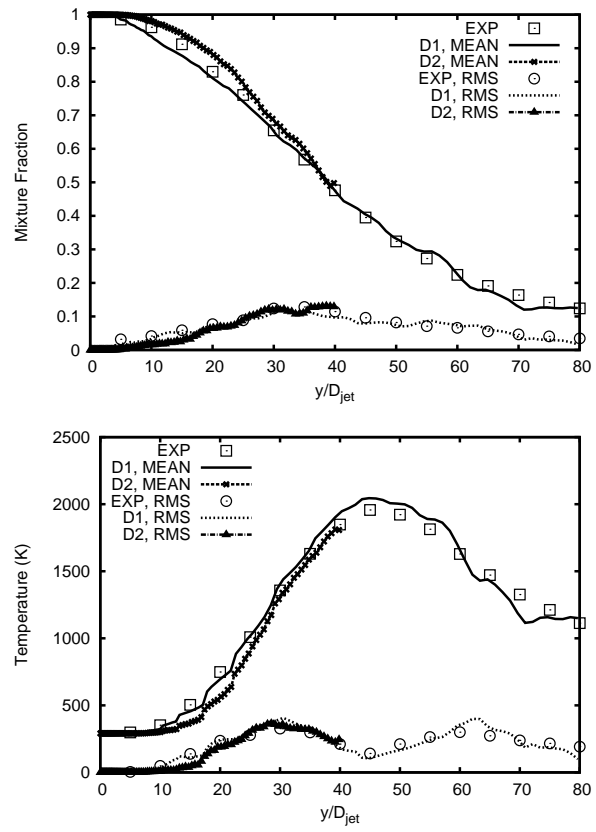 1
0.9
0.8
0.7
0.6
0.5
0.4
0.3
0.2
0.1
0
Mixture Fraction
EXP
D1, MEAN
D2, MEAN
EXP, RMS
D1, RMS
D2, RMS
0 10 20 30 40 50 60 70 80
y/Djet
2500
2000
1500
1000
500
0
Temperature (K)
EXP
D1, MEAN
D2, MEAN
EXP, RMS
D1, RMS
D2, RMS
0 10 20 30 40 50 60 70 80
y/Djet